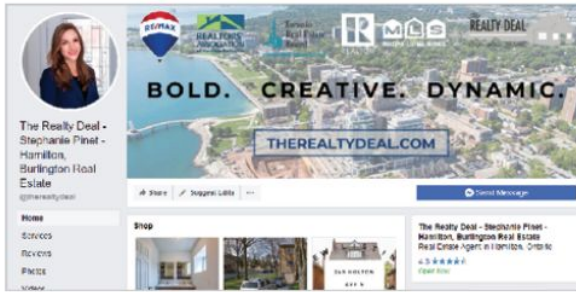 RE/MAX
REALTORS
ASSOCIATION
Toronto
Real Estate
Board
R
MLS
REALTY DEAL
BOLD. CREATIVE. DYNAMIC.
THEREALTYDEAL.COM
The Realty Deal -
Stephanie Pinet -
Hamilton,
Burlington Real
Estate
@therealtydeal
Share
Suggest Edits
Send Message
Home
Services
Reviews
Photos
Videos
Shop
The Realty Deal - Stephanie Pinet -
Hamilton, Burlington Real Estate
Real Estate Agent in Hamilton, Ontario
Open Now